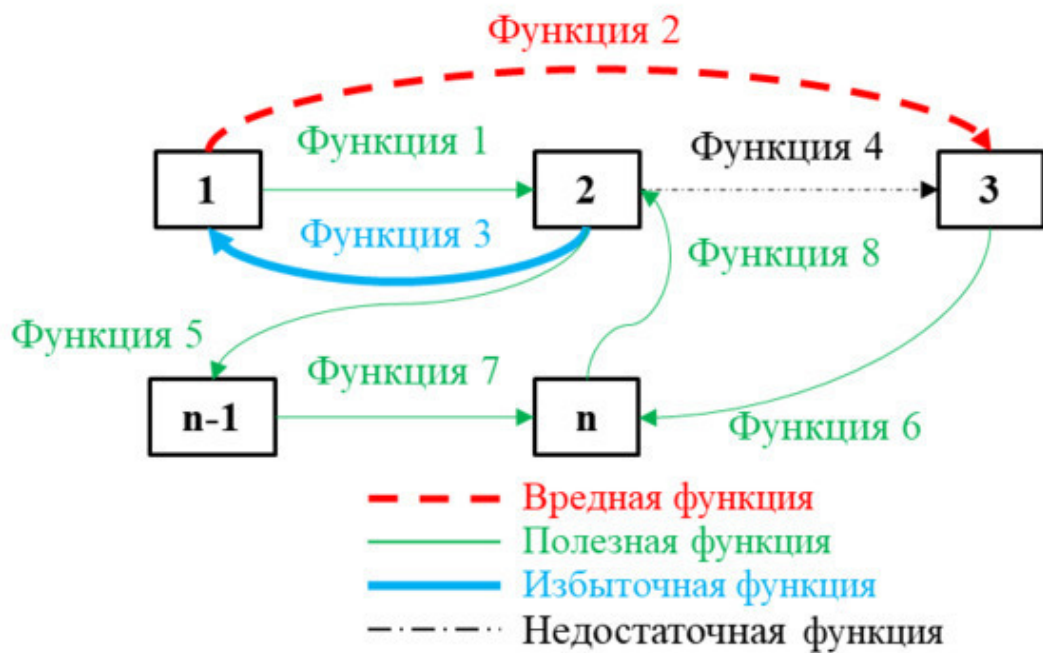 Функция 2
Функция 1
Функция 4
1
2
3
Функция 3
Функция 8
Функция 5
Функция 7
n-1
n
Функция 6
Вредная функция
Полезная функция
Избыточная функция
Недостаточная функция